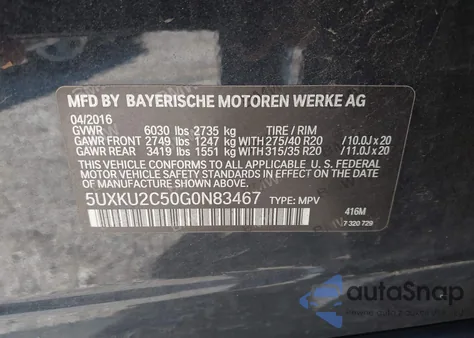 MFD BY BAYERISCHE MOTOREN WERKE AG
04/2016
GVWR 6030 lbs 2735 kg TIRE / RIM
GAWR FRONT 2749 lbs 1247 kg WITH 275/40 R20 /10.0J x 20
GAWR REAR 3419 lbs 1551 kg WITH 315/35 R20 /11.0J x 20
THIS VEHICLE CONFORMS TO ALL APPLICABLE U. S. FEDERAL
MOTOR VEHICLE SAFETY STANDARDS IN EFFECT ON THE
DATE OF MANUFACTURE SHOWN ABOVE.
5UXKU2C50G0N83467 TYPE: MPV
416M
7 320 729
autoSnap